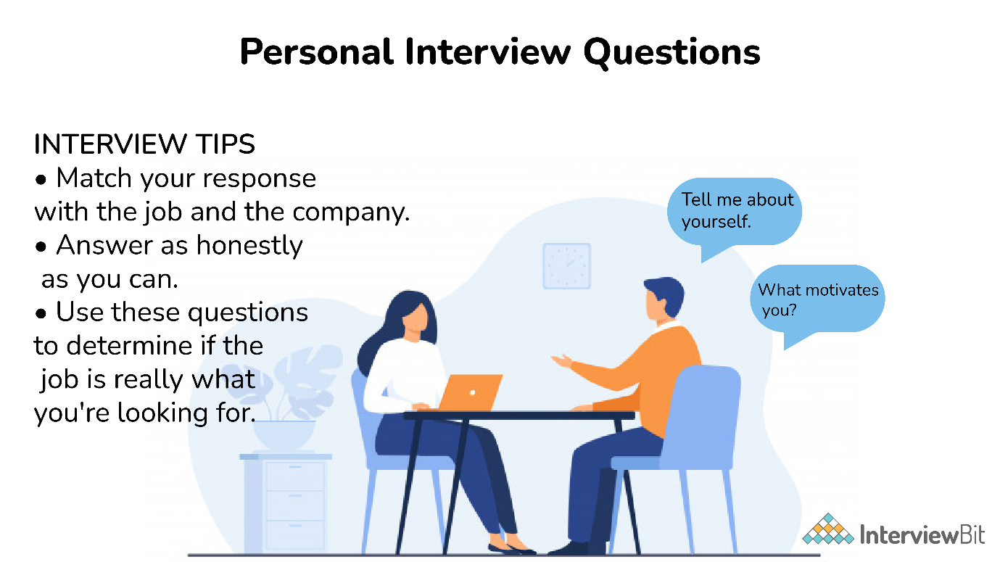 Personal Interview Questions
INTERVIEW TIPS
• Match your response
with the job and the company.
• Answer as honestly
as you can.
• Use these questions
to determine if the
job is really what
you're looking for.
Tell me about
yourself.
What motivates
you?
InterviewBit